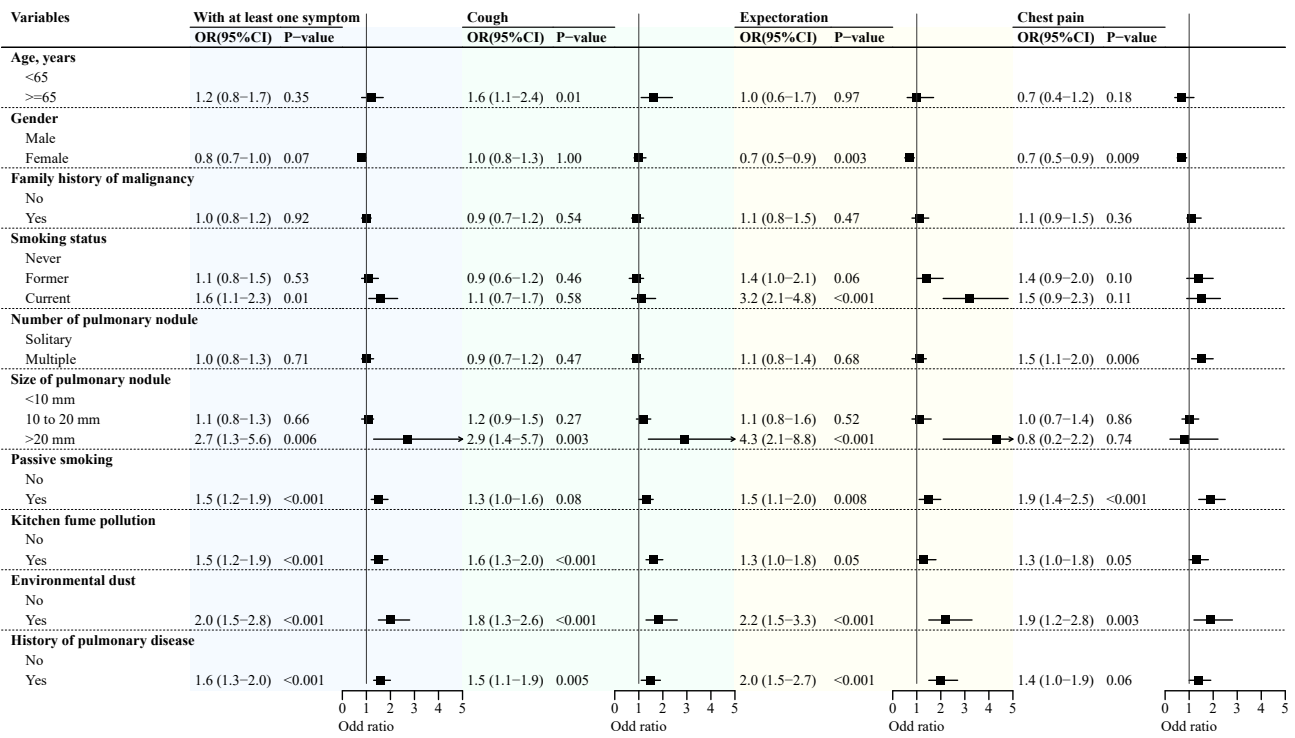 Variables With at least one symptom Cough Expectoration Chest pain
OR(95%CI) P−value OR(95%CI) P−value OR(95%CI) P−value OR(95%CI) P−value
Age, years
<65
>=65 1.2 (0.8−1.7) 0.35 1.6 (1.1−2.4) 0.01 1.0 (0.6−1.7) 0.97 0.7 (0.4−1.2) 0.18
Gender
Male
Female 0.8 (0.7−1.0) 0.07 1.0 (0.8−1.3) 1.00 0.7 (0.5−0.9) 0.003 0.7 (0.5−0.9) 0.009
Family history of malignancy
No
Yes 1.0 (0.8−1.2) 0.92 0.9 (0.7−1.2) 0.54 1.1 (0.8−1.5) 0.47 1.1 (0.9−1.5) 0.36
Smoking status
Never
Former 1.1 (0.8−1.5) 0.53 0.9 (0.6−1.2) 0.46 1.4 (1.0−2.1) 0.06 1.4 (0.9−2.0) 0.10
Current 1.6 (1.1−2.3) 0.01 1.1 (0.7−1.7) 0.58 3.2 (2.1−4.8) <0.001 1.5 (0.9−2.3) 0.11
Number of pulmonary nodule
Solitary
Multiple 1.0 (0.8−1.3) 0.71 0.9 (0.7−1.2) 0.47 1.1 (0.8−1.4) 0.68 1.5 (1.1−2.0) 0.006
Size of pulmonary nodule
<10 mm
10 to 20 mm 1.1 (0.8−1.3) 0.66 1.2 (0.9−1.5) 0.27 1.1 (0.8−1.6) 0.52 1.0 (0.7−1.4) 0.86
>20 mm 2.7 (1.3−5.6) 0.006 2.9 (1.4−5.7) 0.003 4.3 (2.1−8.8) <0.001 0.8 (0.2−2.2) 0.74
Passive smoking
No
Yes 1.5 (1.2−1.9) <0.001 1.3 (1.0−1.6) 0.08 1.5 (1.1−2.0) 0.008 1.9 (1.4−2.5) <0.001
Kitchen fume pollution
No
Yes 1.5 (1.2−1.9) <0.001 1.6 (1.3−2.0) <0.001 1.3 (1.0−1.8) 0.05 1.3 (1.0−1.8) 0.05
Environmental dust
No
Yes 2.0 (1.5−2.8) <0.001 1.8 (1.3−2.6) <0.001 2.2 (1.5−3.3) <0.001 1.9 (1.2−2.8) 0.003
History of pulmonary disease
No
Yes 1.6 (1.3−2.0) <0.001 1.5 (1.1−1.9) 0.005 2.0 (1.5−2.7) <0.001 1.4 (1.0−1.9) 0.06
0 1 2 3 4 5 0 1 2 3 4 5 0 1 2 3 4 5 0 1 2 3 4 5
Odd ratio Odd ratio Odd ratio Odd ratio